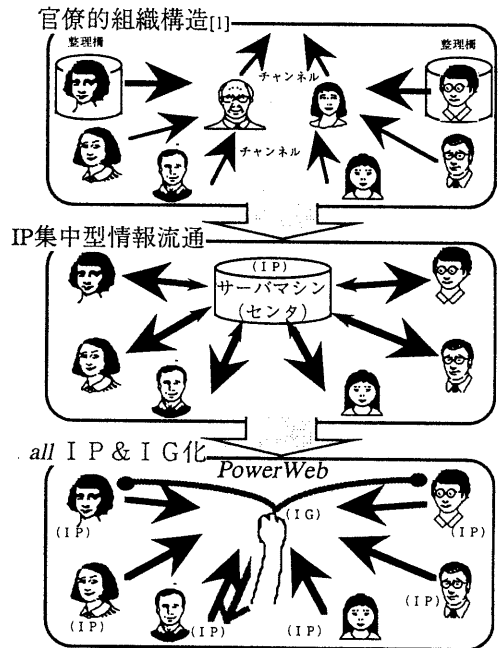 官僚的組織構造[1]
整理棚
整理棚
チャンネル
チャンネル
IP集中型情報流通
(IP)
サーバマシン
(センタ)
all IP&IG化
PowerWeb
(IP)
(IG)
(IP)
(IP)
(IP)
(IP)
(IP)